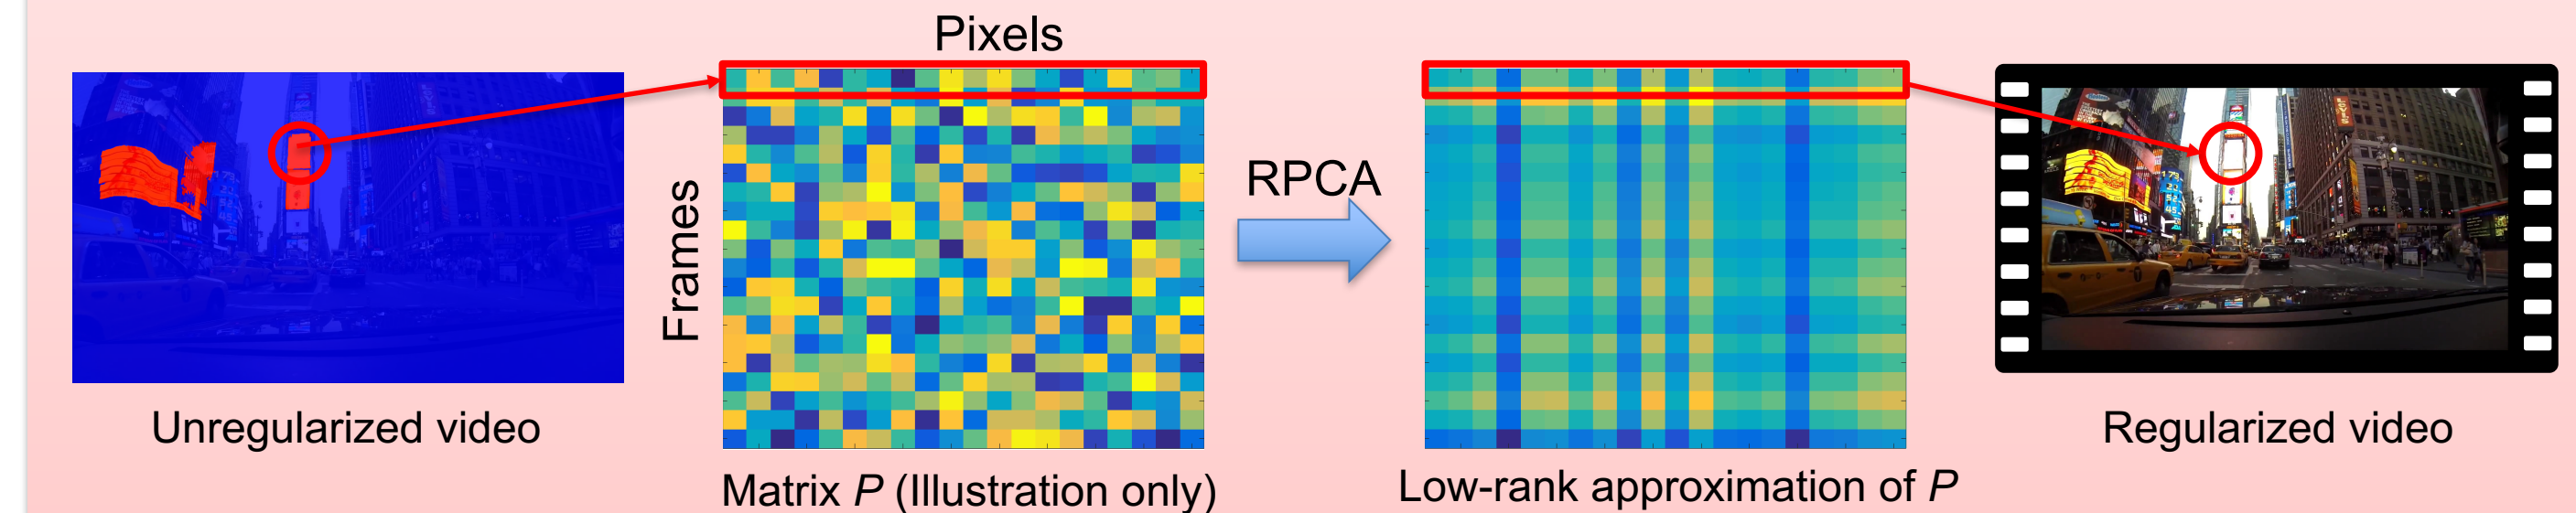 Pixels
Frames
RPCA
Unregularized video
Matrix P (Illustration only)
Low-rank approximation of P
Regularized video